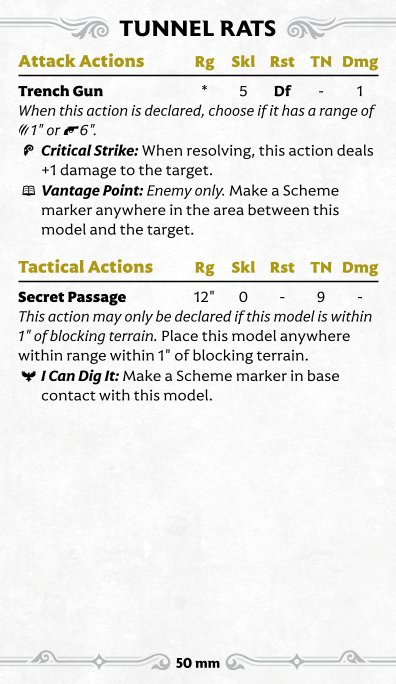 TUNNEL RATS
Attack Actions Rg Skl Rst TN Dmg
Trench Gun * 5 Df - 1
When this action is declared, choose if it has a range of
1" or 6".
Critical Strike: When resolving, this action deals
+1 damage to the target.
Vantage Point: Enemy only. Make a Scheme
marker anywhere in the area between this
model and the target.
Tactical Actions Rg Skl Rst TN Dmg
Secret Passage 12" 0 - 9 -
This action may only be declared if this model is within
1" of blocking terrain. Place this model anywhere
within range within 1" of blocking terrain.
I Can Dig It: Make a Scheme marker in base
contact with this model.
50 mm